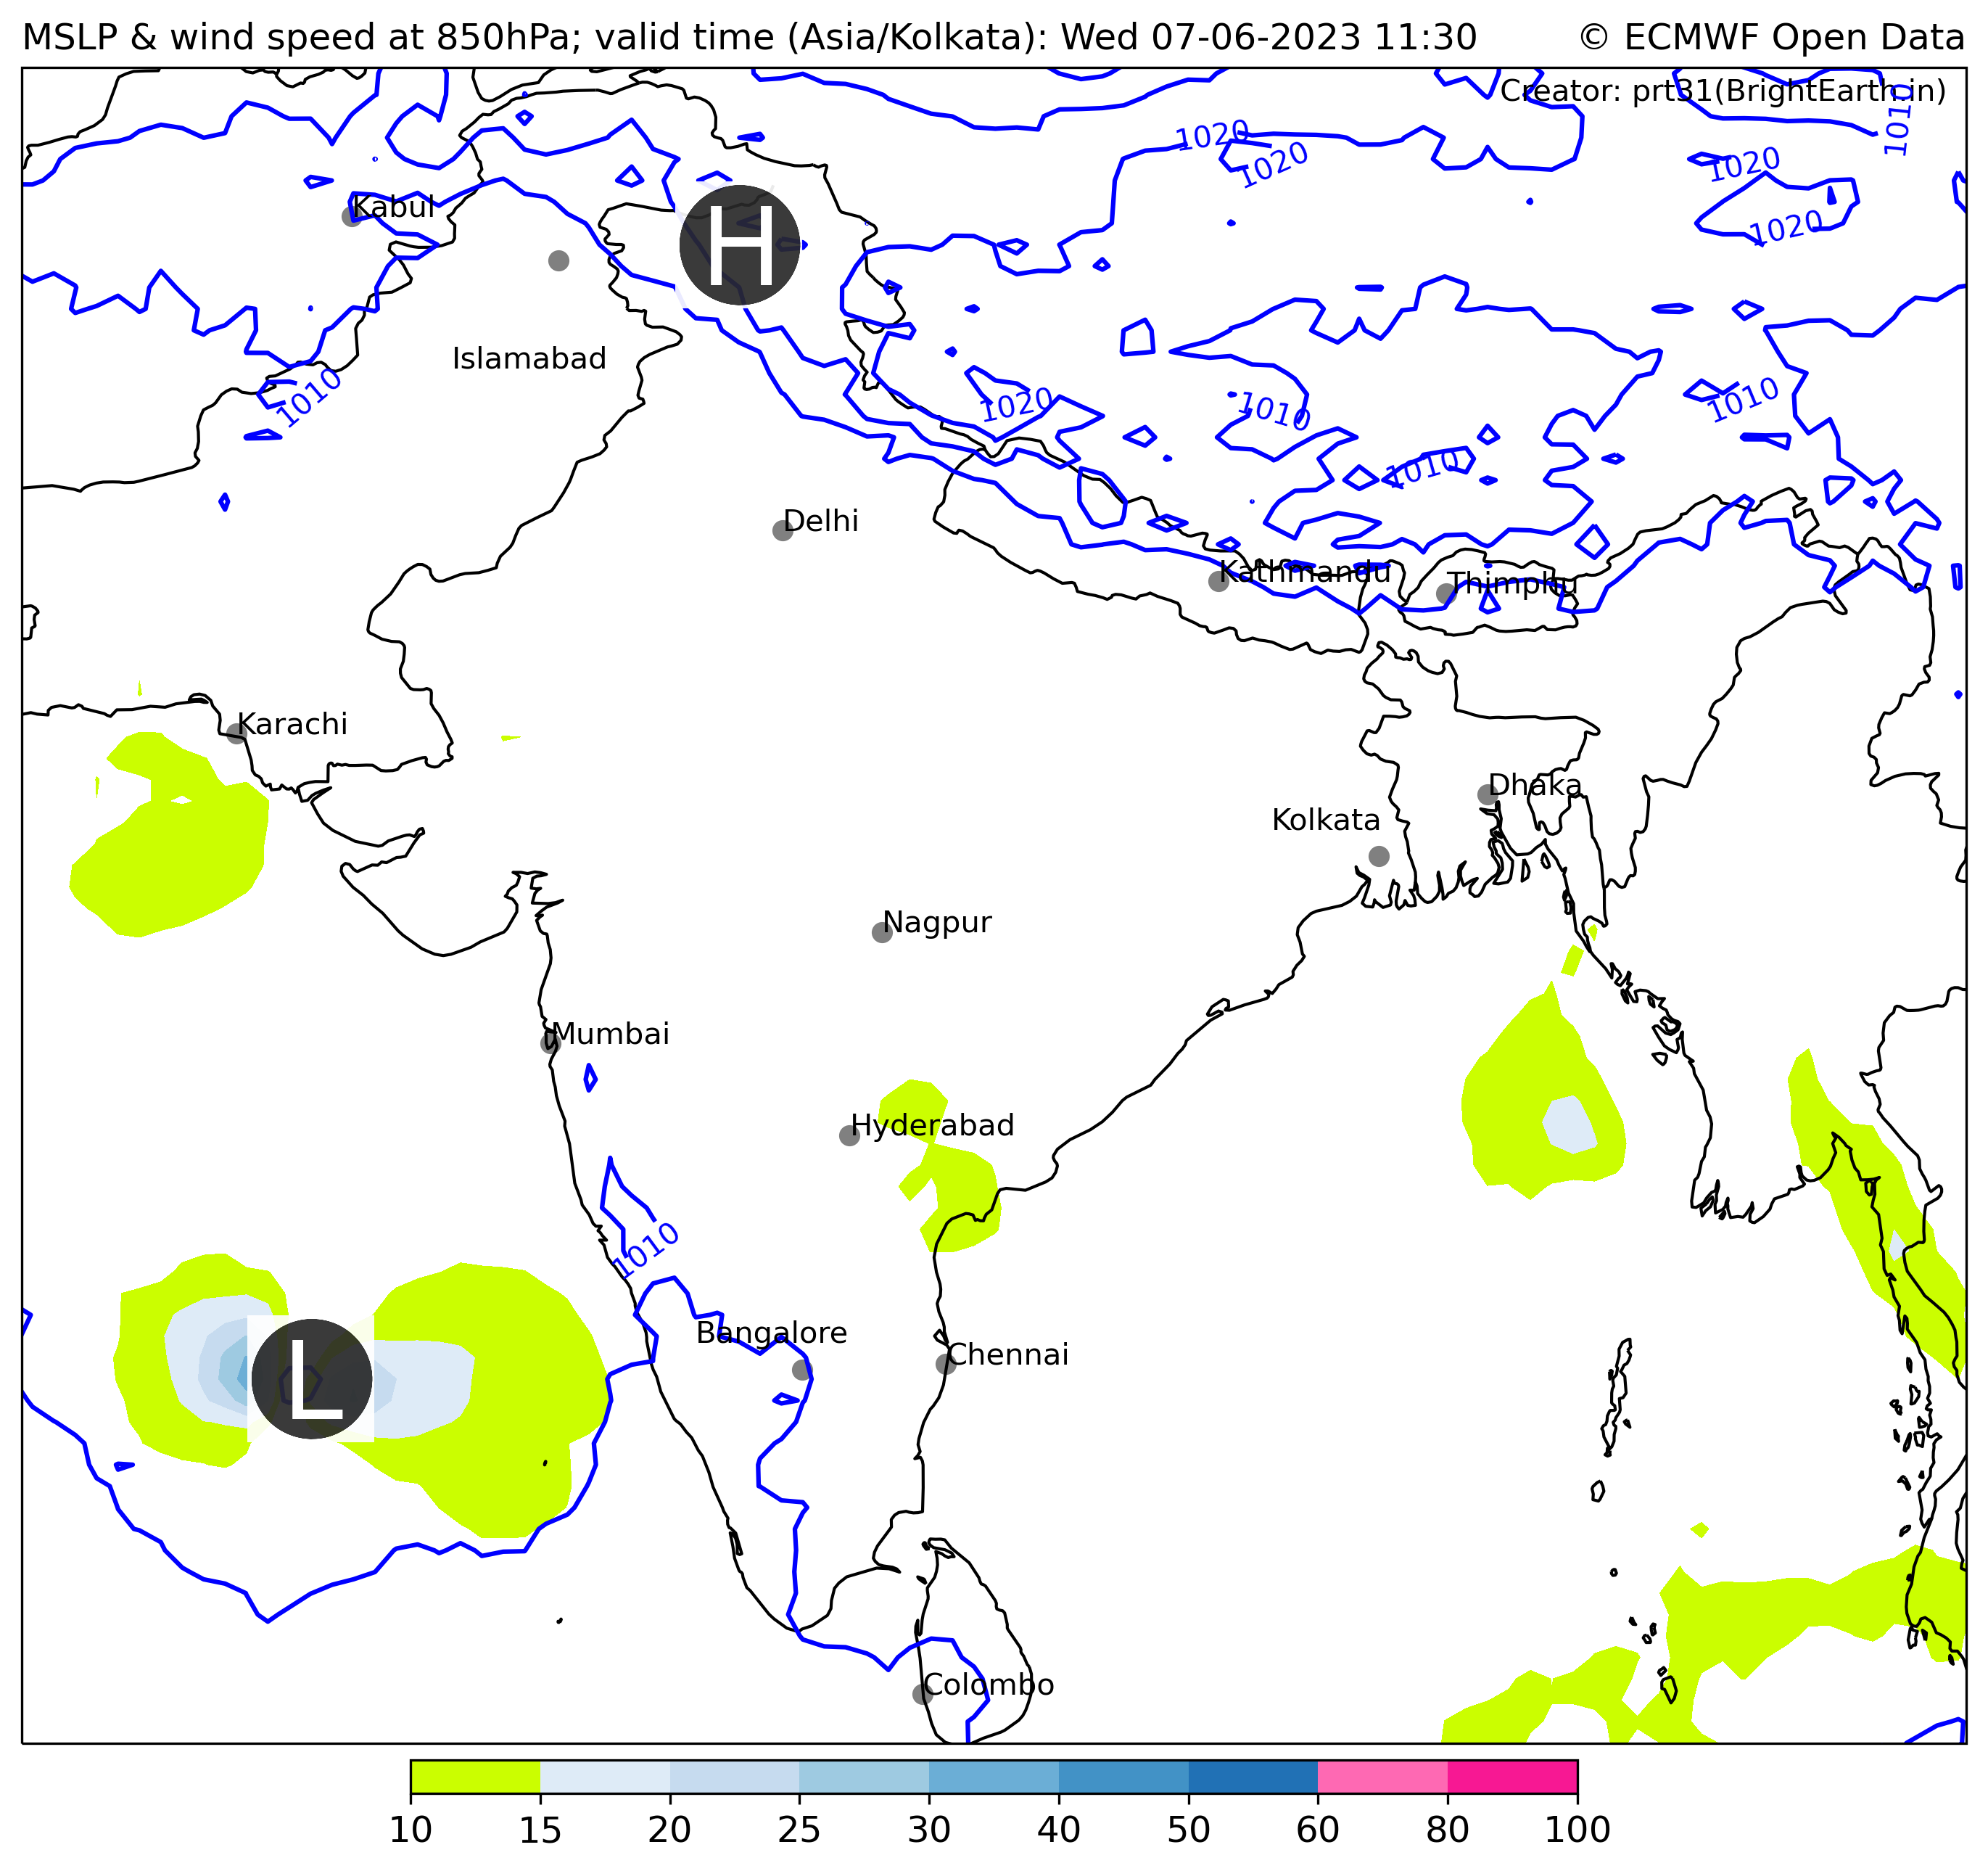 MSLP & wind speed at 850hPa; valid time (Asia/Kolkata): Wed 07-06-2023 11:30
© ECMWF Open Data
Creator: prt31(BrightEarth.in)
1010
1020
1020
1020
1020
Kabul
H
Islamabad
1010
1020
1010
1010
1010
Delhi
Kathmandu
Thimphu
Karachi
Dhaka
Kolkata
Nagpur
Mumbai
Hyderabad
1010
Bangalore
Chennai
L
Colombo
10 15 20 25 30 40 50 60 80 100